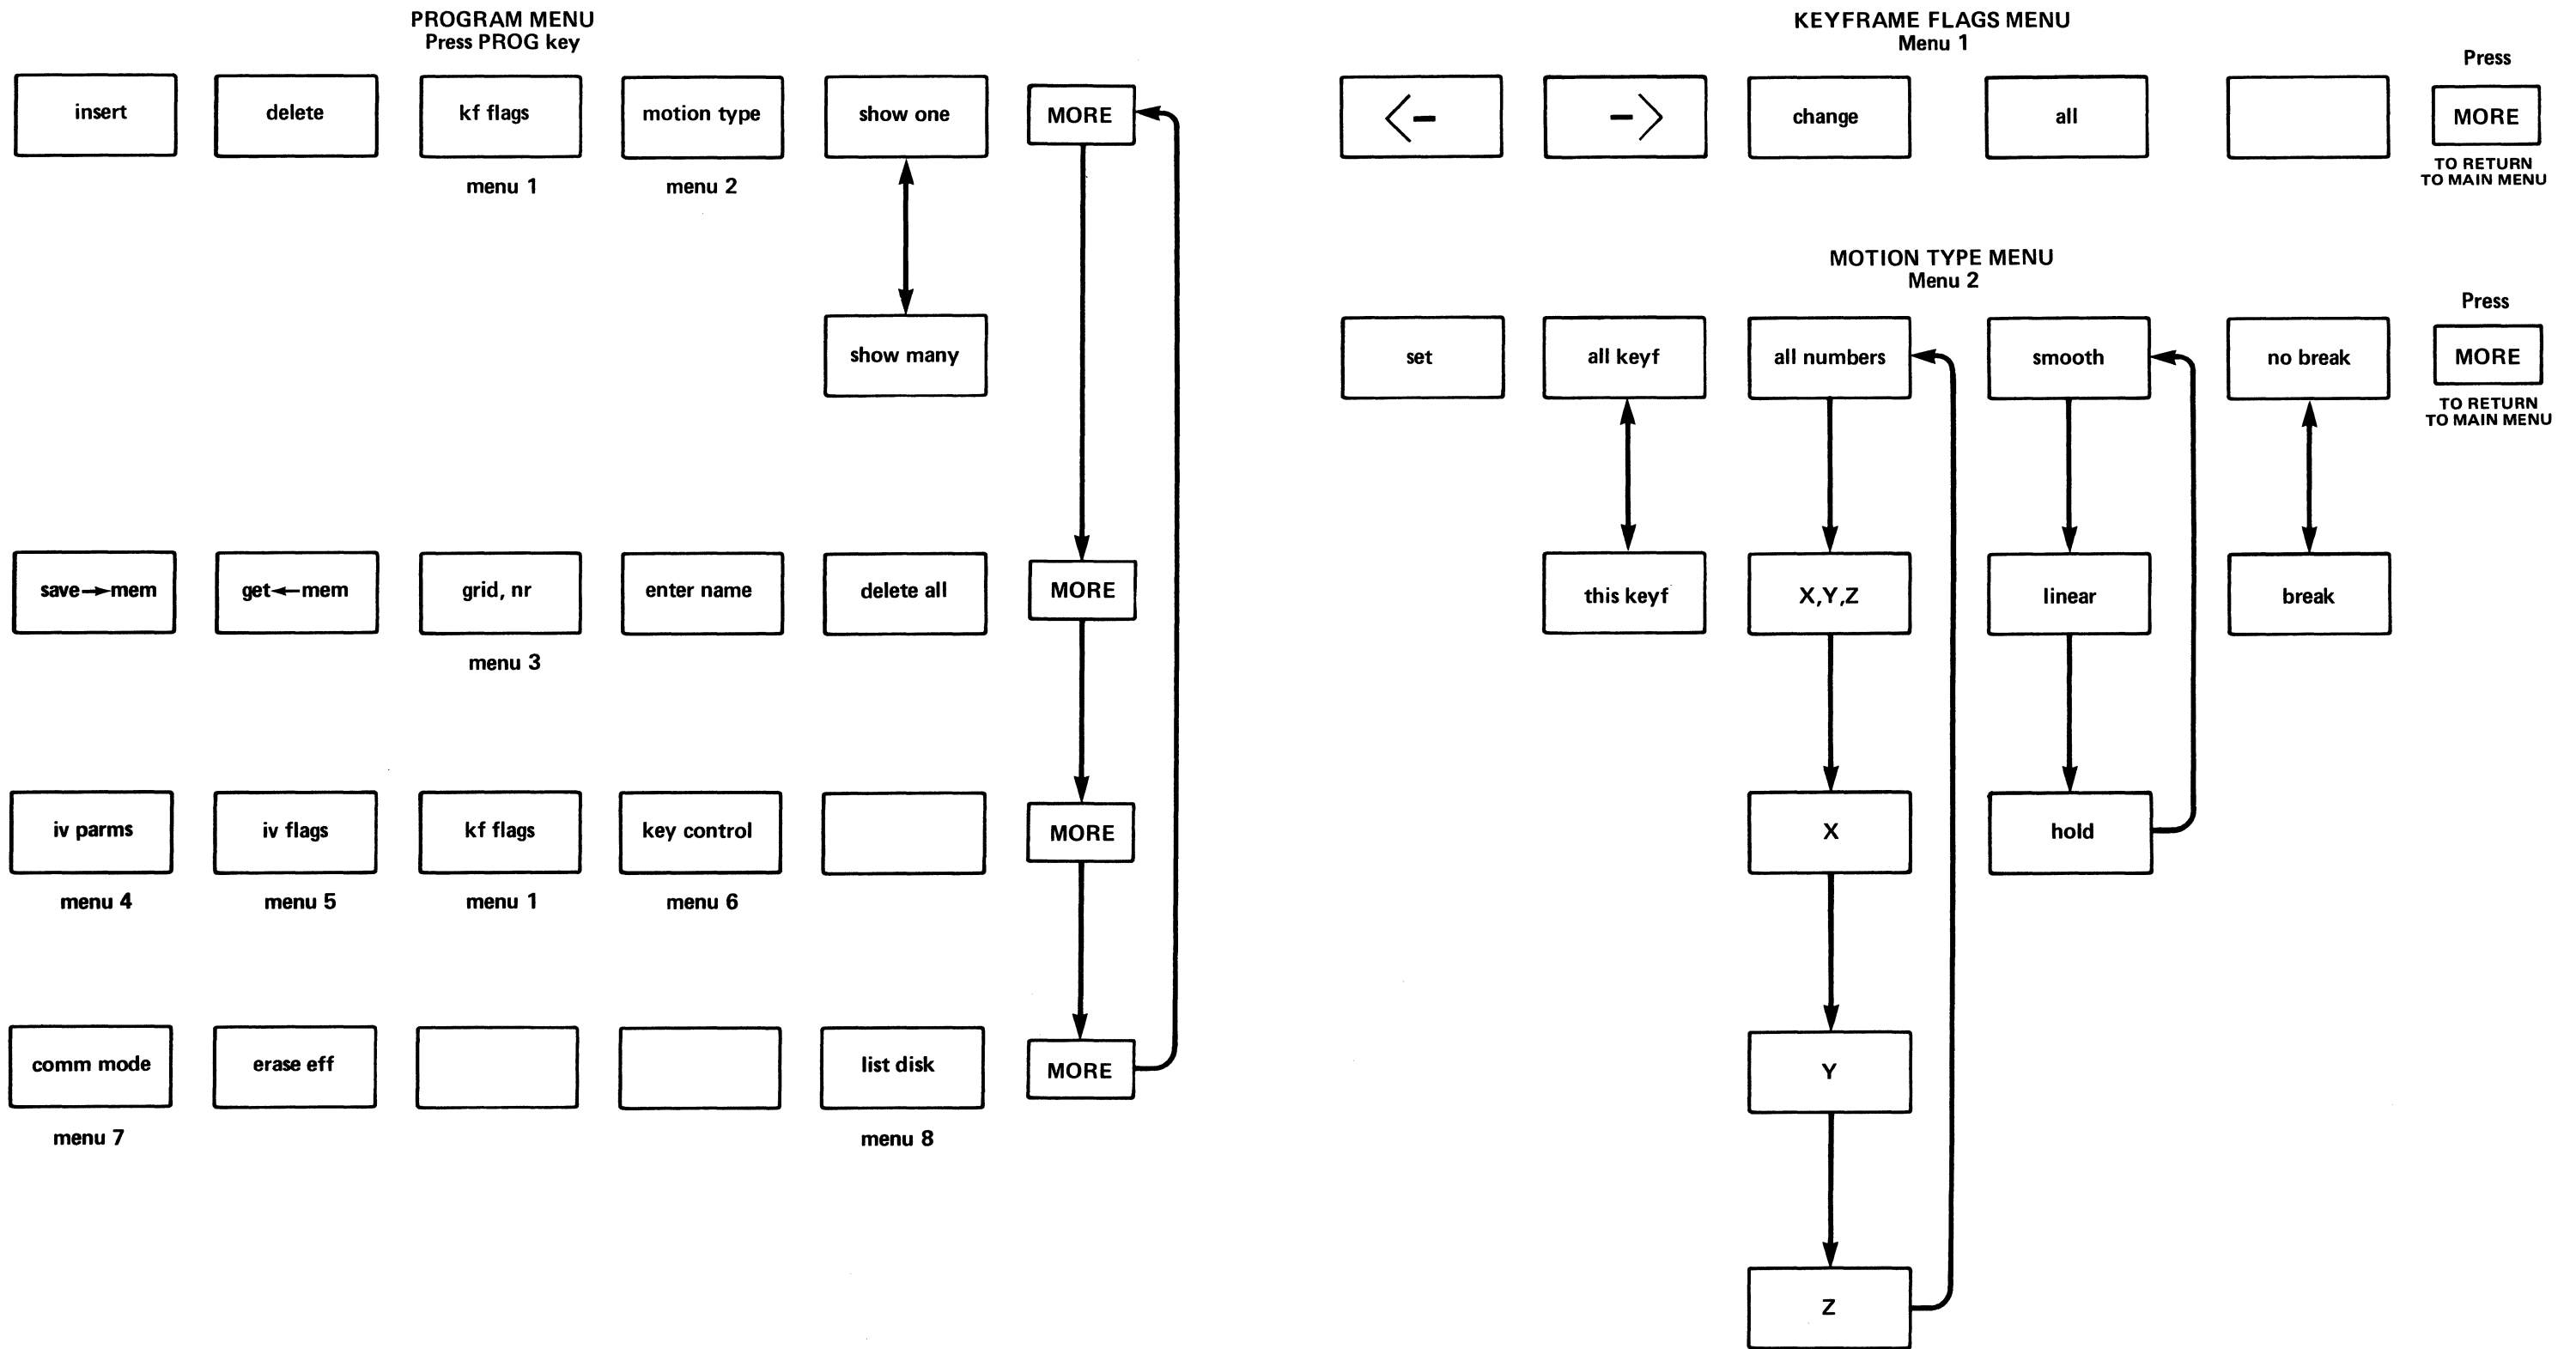 PROGRAM MENU
Press PROG key
insert
delete
kf flags
motion type
show one
MORE
menu 1
menu 2
show many
save→mem
get←mem
grid, nr
enter name
delete all
MORE
menu 3
iv parms
iv flags
kf flags
key control
MORE
menu 4
menu 5
menu 1
menu 6
comm mode
erase eff
list disk
MORE
menu 7
menu 8
KEYFRAME FLAGS MENU
Menu 1
Press
<-
->
change
all
MORE
TO RETURN
TO MAIN MENU
MOTION TYPE MENU
Menu 2
Press
set
all keyf
all numbers
smooth
no break
MORE
TO RETURN
TO MAIN MENU
this keyf
X,Y,Z
linear
break
X
hold
Y
Z